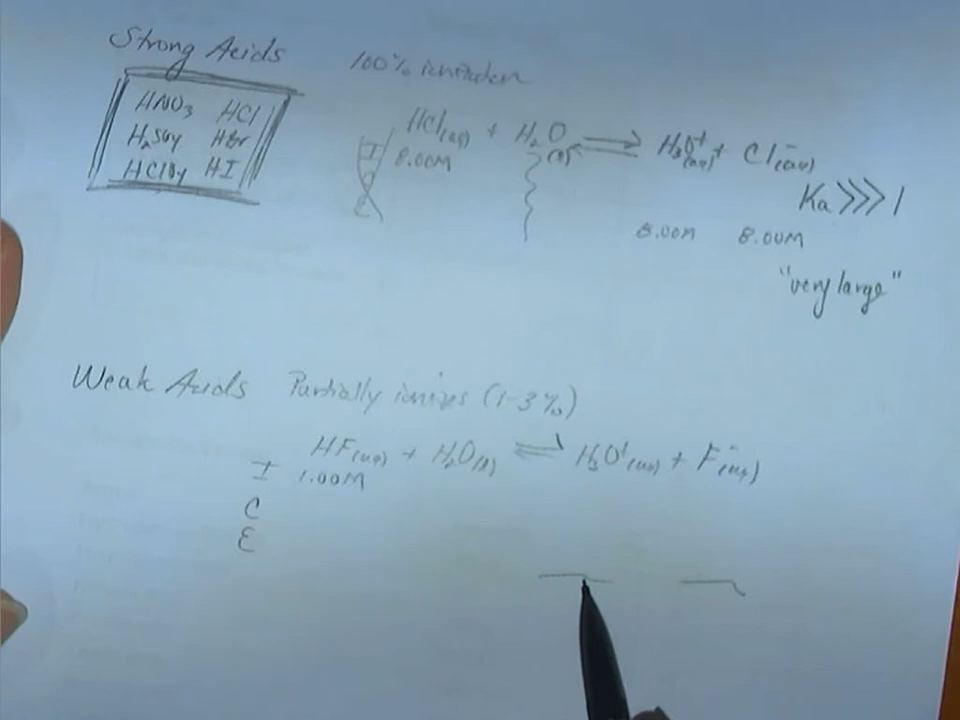 Strong Acids 100% ionization
HNO3 HCl
H2SO4 HBr
HClO4 HI
HCl(aq) + H2O(l) ⇌ H3O+(aq) + Cl-(aq)
I 8.00M
C
E
Ka >>> 1
8.00M 8.00M
"very large"
Weak Acids Partially ionizes (1-3%)
HF(aq) + H2O(l) ⇌ H3O+(aq) + F-(aq)
I 1.00M
C
E